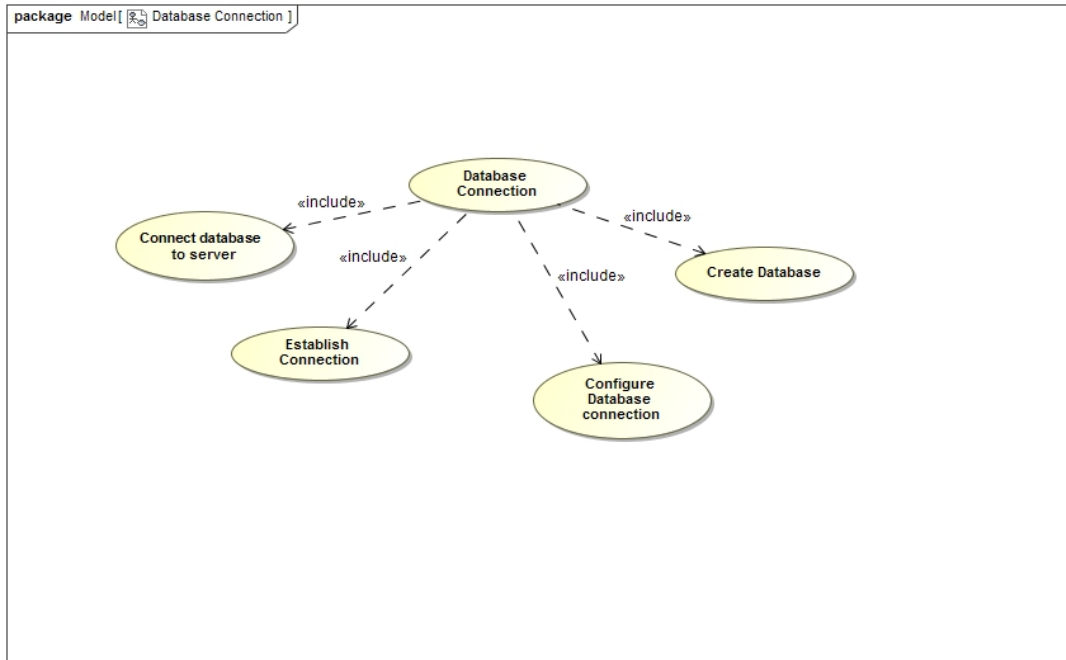 package Model[ Database Connection ]
Database
Connection
«include»
«include»
Connect database
to server
«include»
«include»
Create Database
Establish
Connection
Configure
Database
connection